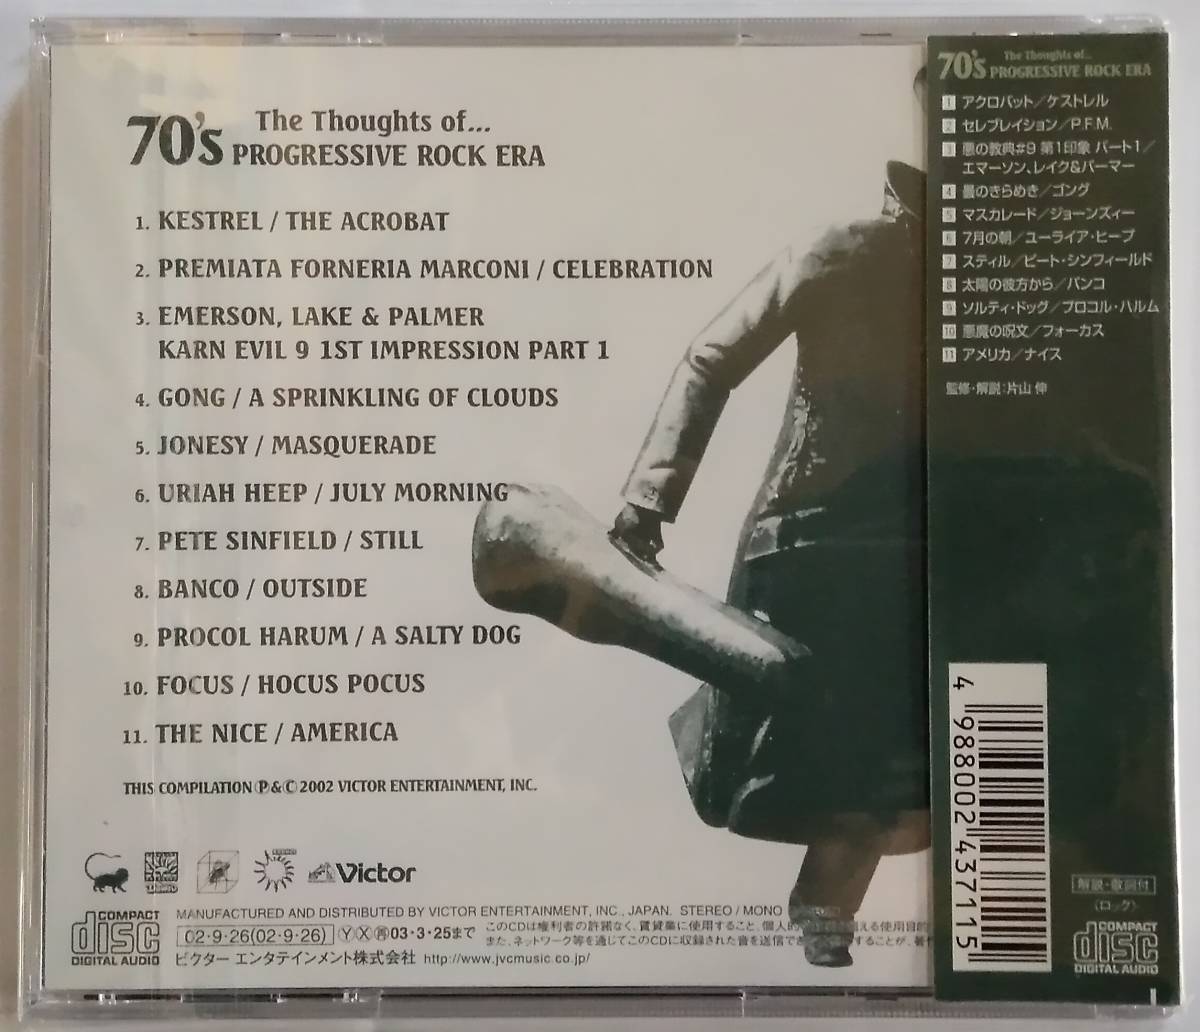 The Thoughts of...
70's PROGRESSIVE ROCK ERA
1. KESTREL / THE ACROBAT
2. PREMIATA FORNERIA MARCONI / CELEBRATION
3. EMERSON, LAKE & PALMER
KARN EVIL 9 1ST IMPRESSION PART 1
4. GONG / A SPRINKLING OF CLOUDS
5. JONESY / MASQUERADE
6. URIAH HEEP / JULY MORNING
7. PETE SINFIELD / STILL
8. BANCO / OUTSIDE
9. PROCOL HARUM / A SALTY DOG
10. FOCUS / HOCUS POCUS
11. THE NICE / AMERICA
THIS COMPILATION Ⓟ&Ⓒ 2002 VICTOR ENTERTAINMENT, INC.
Victor
COMPACT
disc
DIGITAL AUDIO
MANUFACTURED AND DISTRIBUTED BY VICTOR ENTERTAINMENT, INC., JAPAN. STEREO / MONO
02・9・26(02・9・26) ⓎⓍ㊢03・3・25まで
このCDは権利者の許諾なく、賃貸業に使用すること、個人的
また、ネットワーク等を通じてこのCDに収録された音を送信でき
ビクター エンタテインメント株式会社 http://www.jvcmusic.co.jp/
The Thoughts of...
70's PROGRESSIVE ROCK ERA
1 アクロバット／ケストレル
2 セレブレイション／P.F.M.
3 悪の教典#9 第1印象 パート1／
エマーソン、レイク&パーマー
4 曇のきらめき／ゴング
5 マスカレード／ジョーンズィー
6 7月の朝／ユーライア・ヒープ
7 スティル／ピート・シンフィールド
8 太陽の彼方から／バンコ
9 ソルティ・ドッグ／プロコル・ハルム
10 悪魔の呪文／フォーカス
11 アメリカ／ナイス
監修・解説：片山 伸
4 988002 437115
解説・歌詞付
〈ロック〉
COMPACT
disc
DIGITAL AUDIO